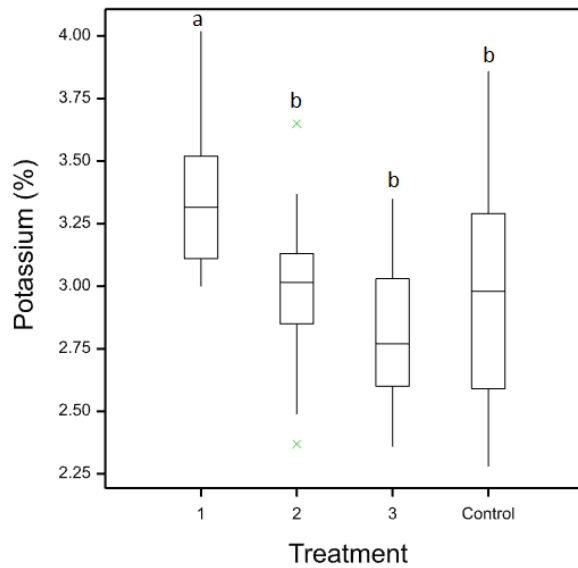 4.00
3.75
3.50
3.25
3.00
2.75
2.50
2.25
Potassium (%)
a
b
b
b
1 2 3 Control
Treatment